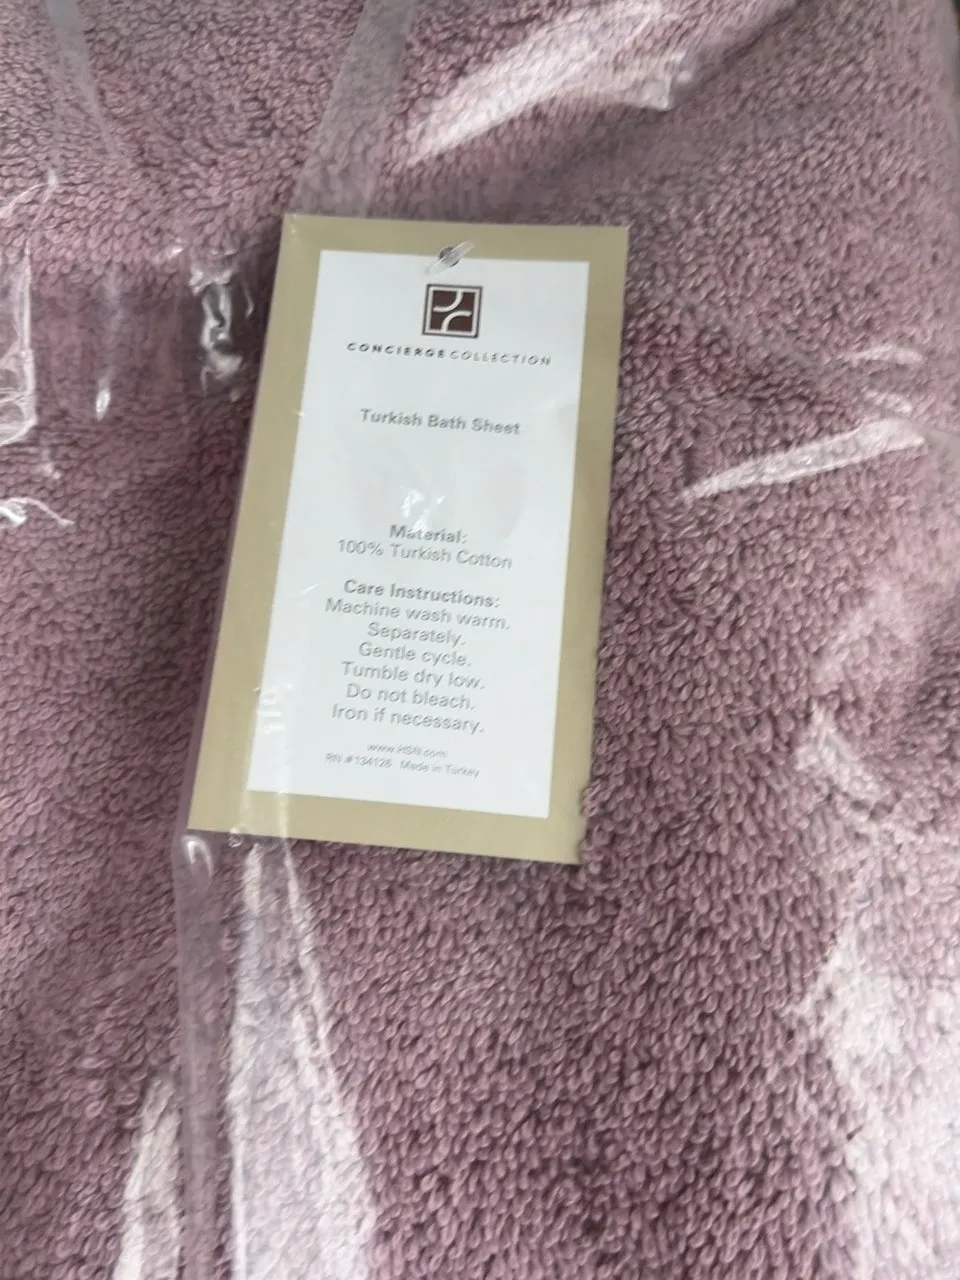 CONCIERGE COLLECTION
Turkish Bath Sheet
Material:
100% Turkish Cotton
Care Instructions:
Machine wash warm.
Separately.
Gentle cycle.
Tumble dry low.
Do not bleach.
Iron if necessary.
www.HSN.com
RN #134126 Made in Turkey